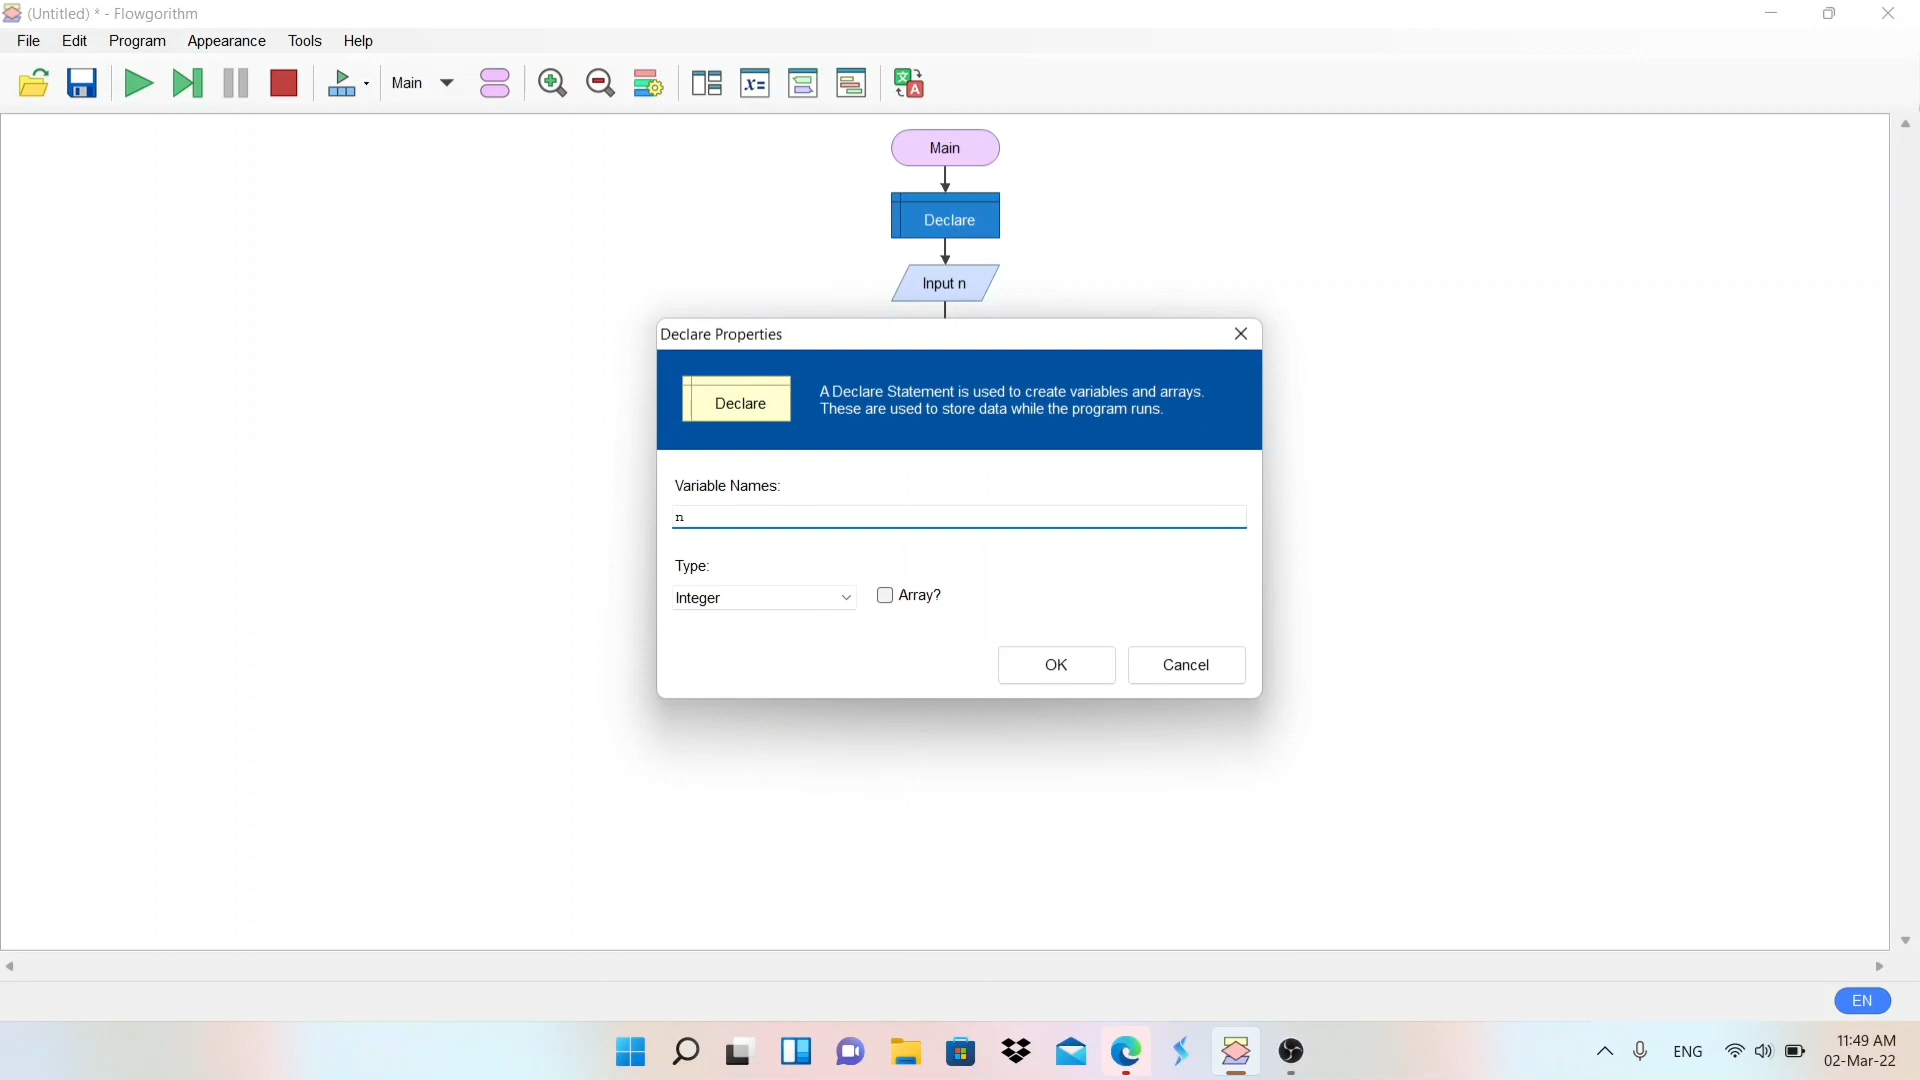 (Untitled) * - Flowgorithm
File Edit Program Appearance Tools Help
Main
x=
A
Main
Declare
Input n
Declare Properties
Declare
A Declare Statement is used to create variables and arrays.
These are used to store data while the program runs.
Variable Names:
n
Type:
Integer
Array?
OK Cancel
EN
ENG
11:49 AM
02-Mar-22